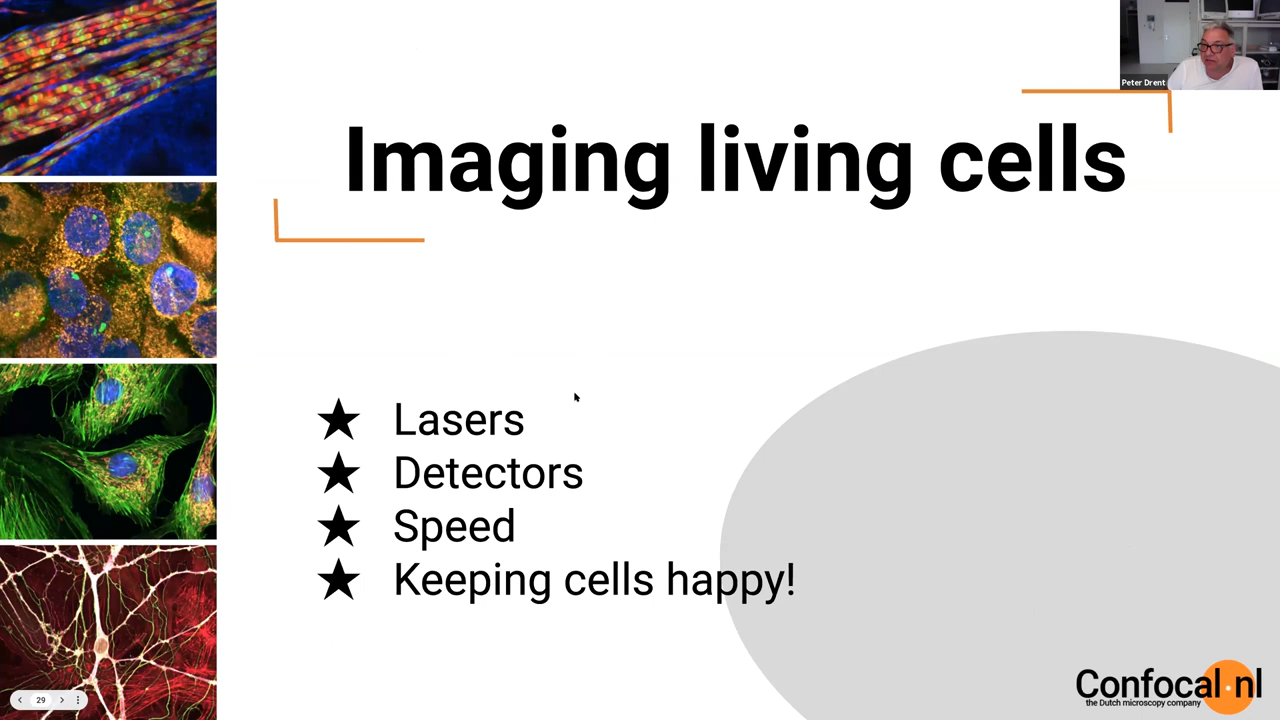 Peter Drent
Imaging living cells
★ Lasers
★ Detectors
★ Speed
★ Keeping cells happy!
29
Confocal·nl
the Dutch microscopy company